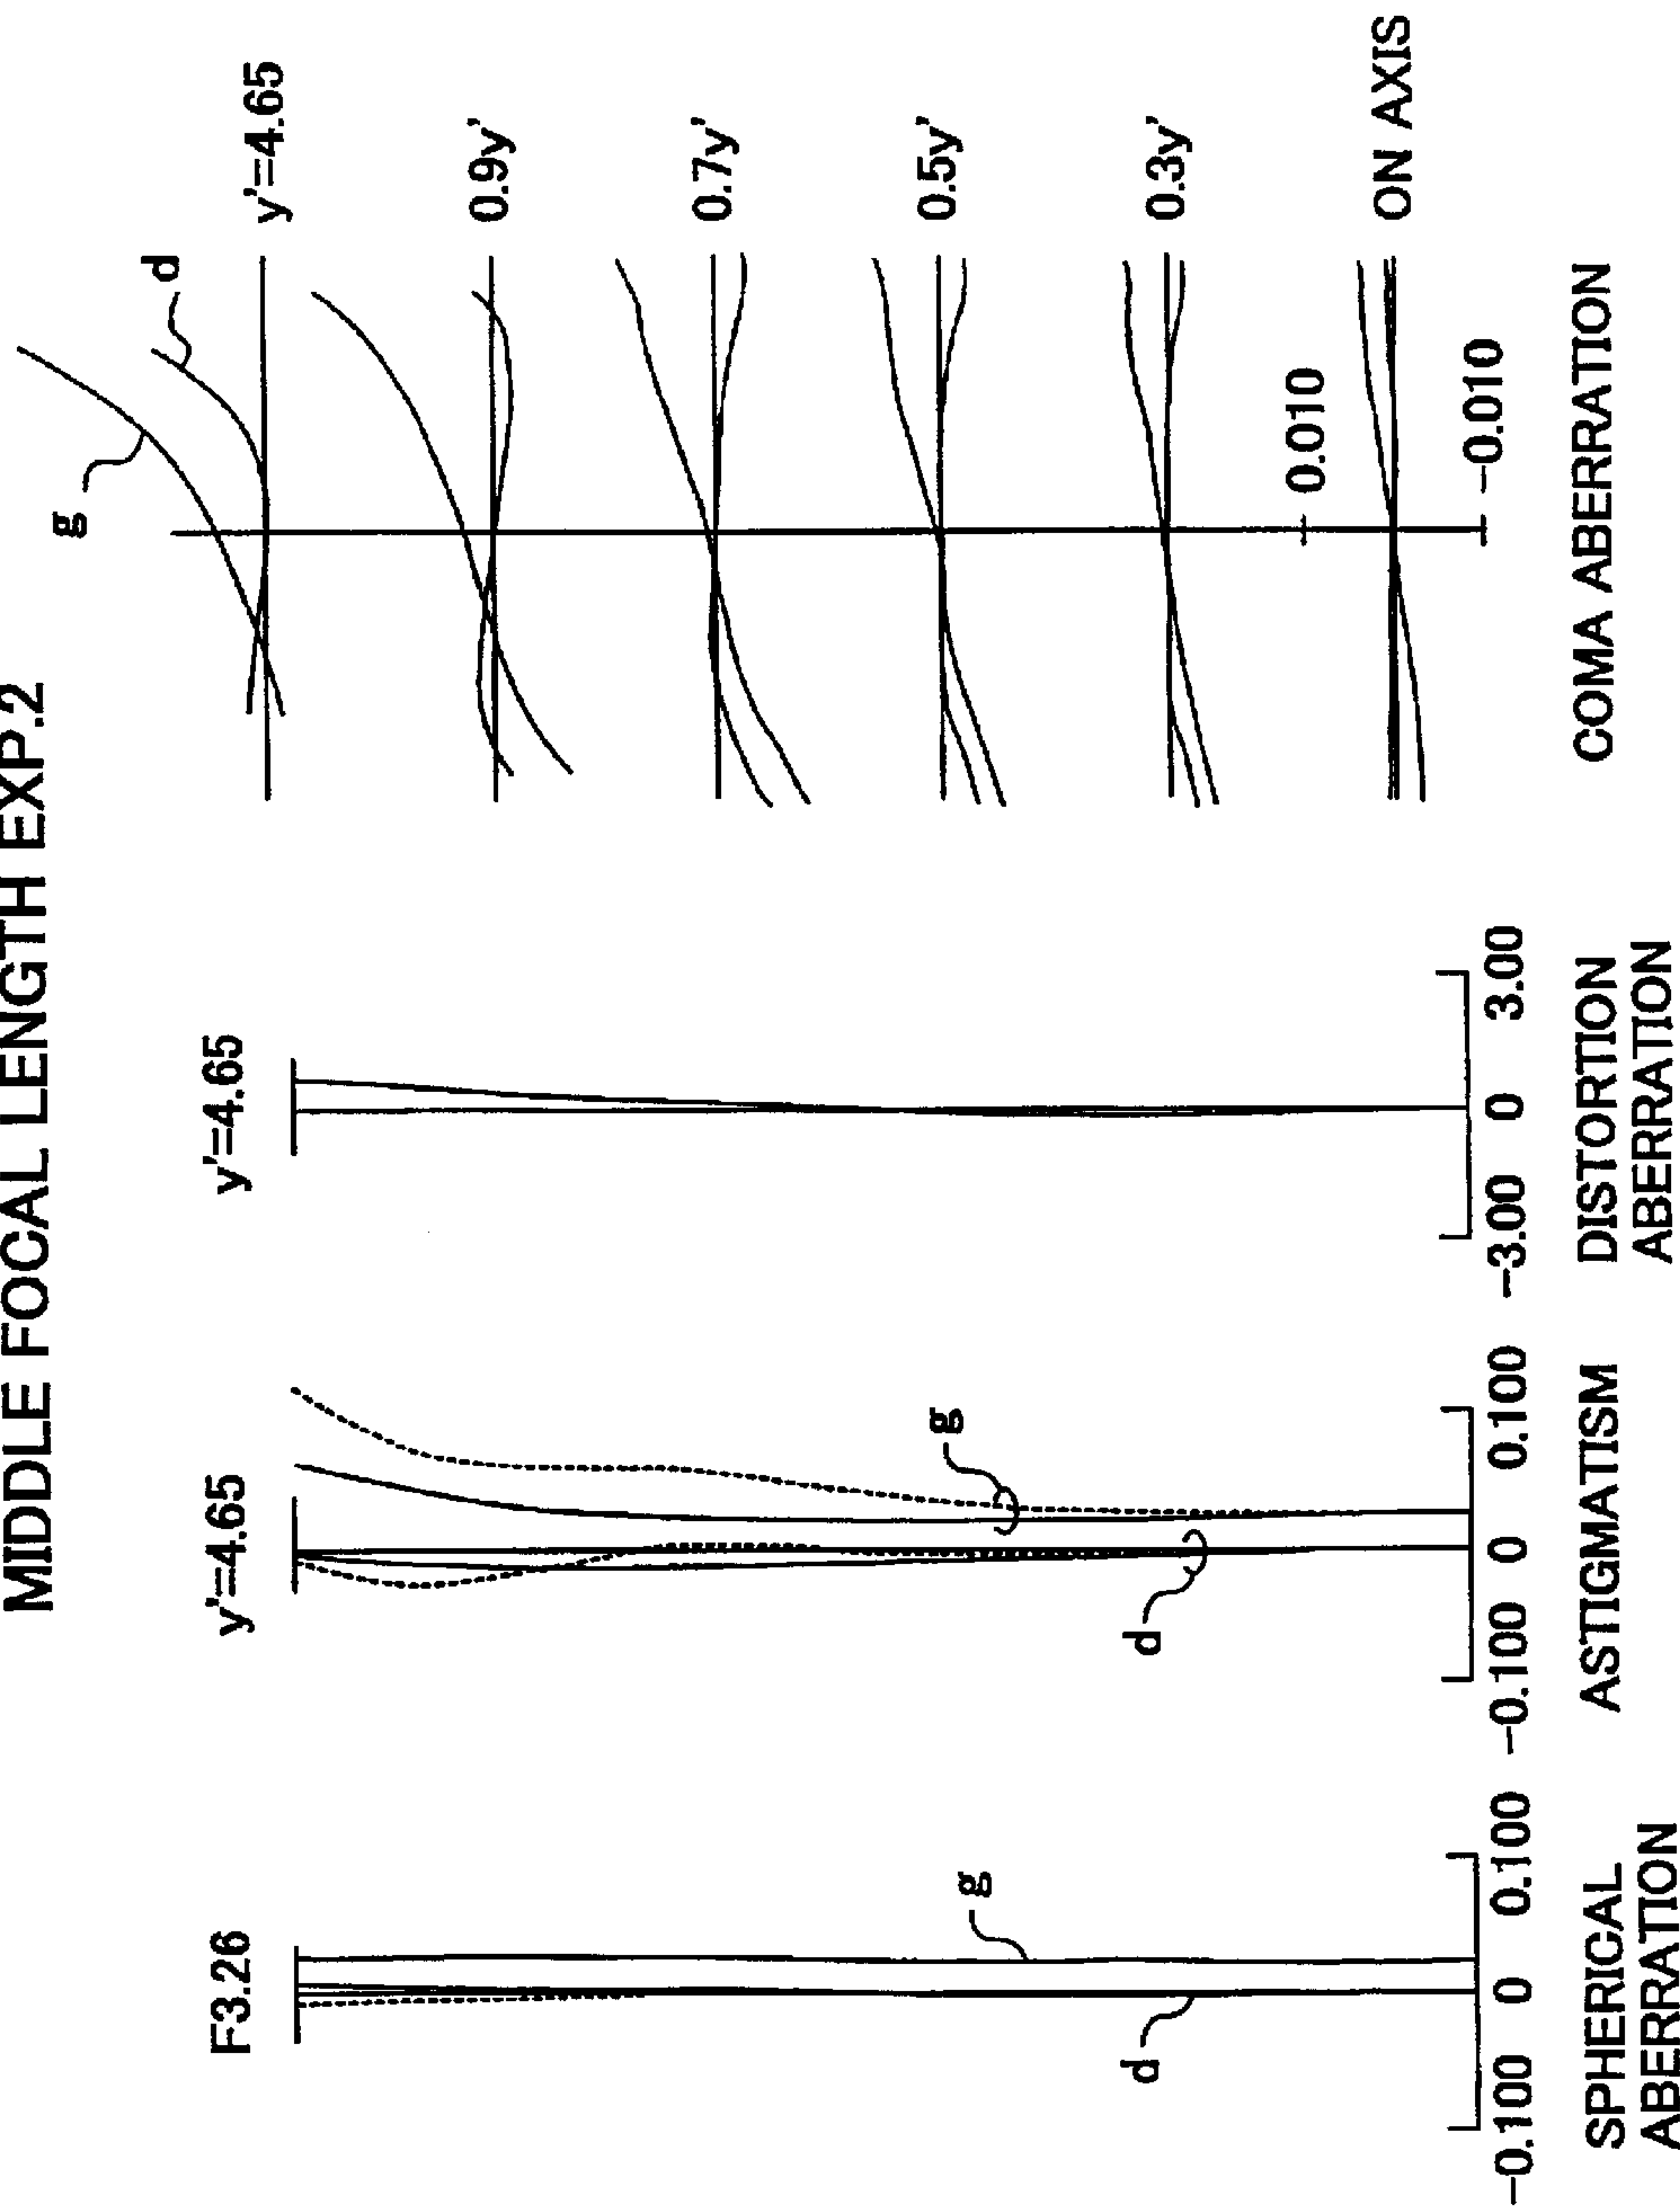 MIDDLE FOCAL LENGTH EXP.2
F3.26
g
d
-0.100 0 0.100
SPHERICAL
ABERRATION
y'=4.65
g
d
-0.100 0 0.100
ASTIGMATISM
y'=4.65
-3.00 0 3.00
DISTORTION
ABERRATION
g
d
y'=4.65
0.9y'
0.7y'
0.5y'
0.3y'
0.010
ON AXIS
-0.010
COMA ABERRATION